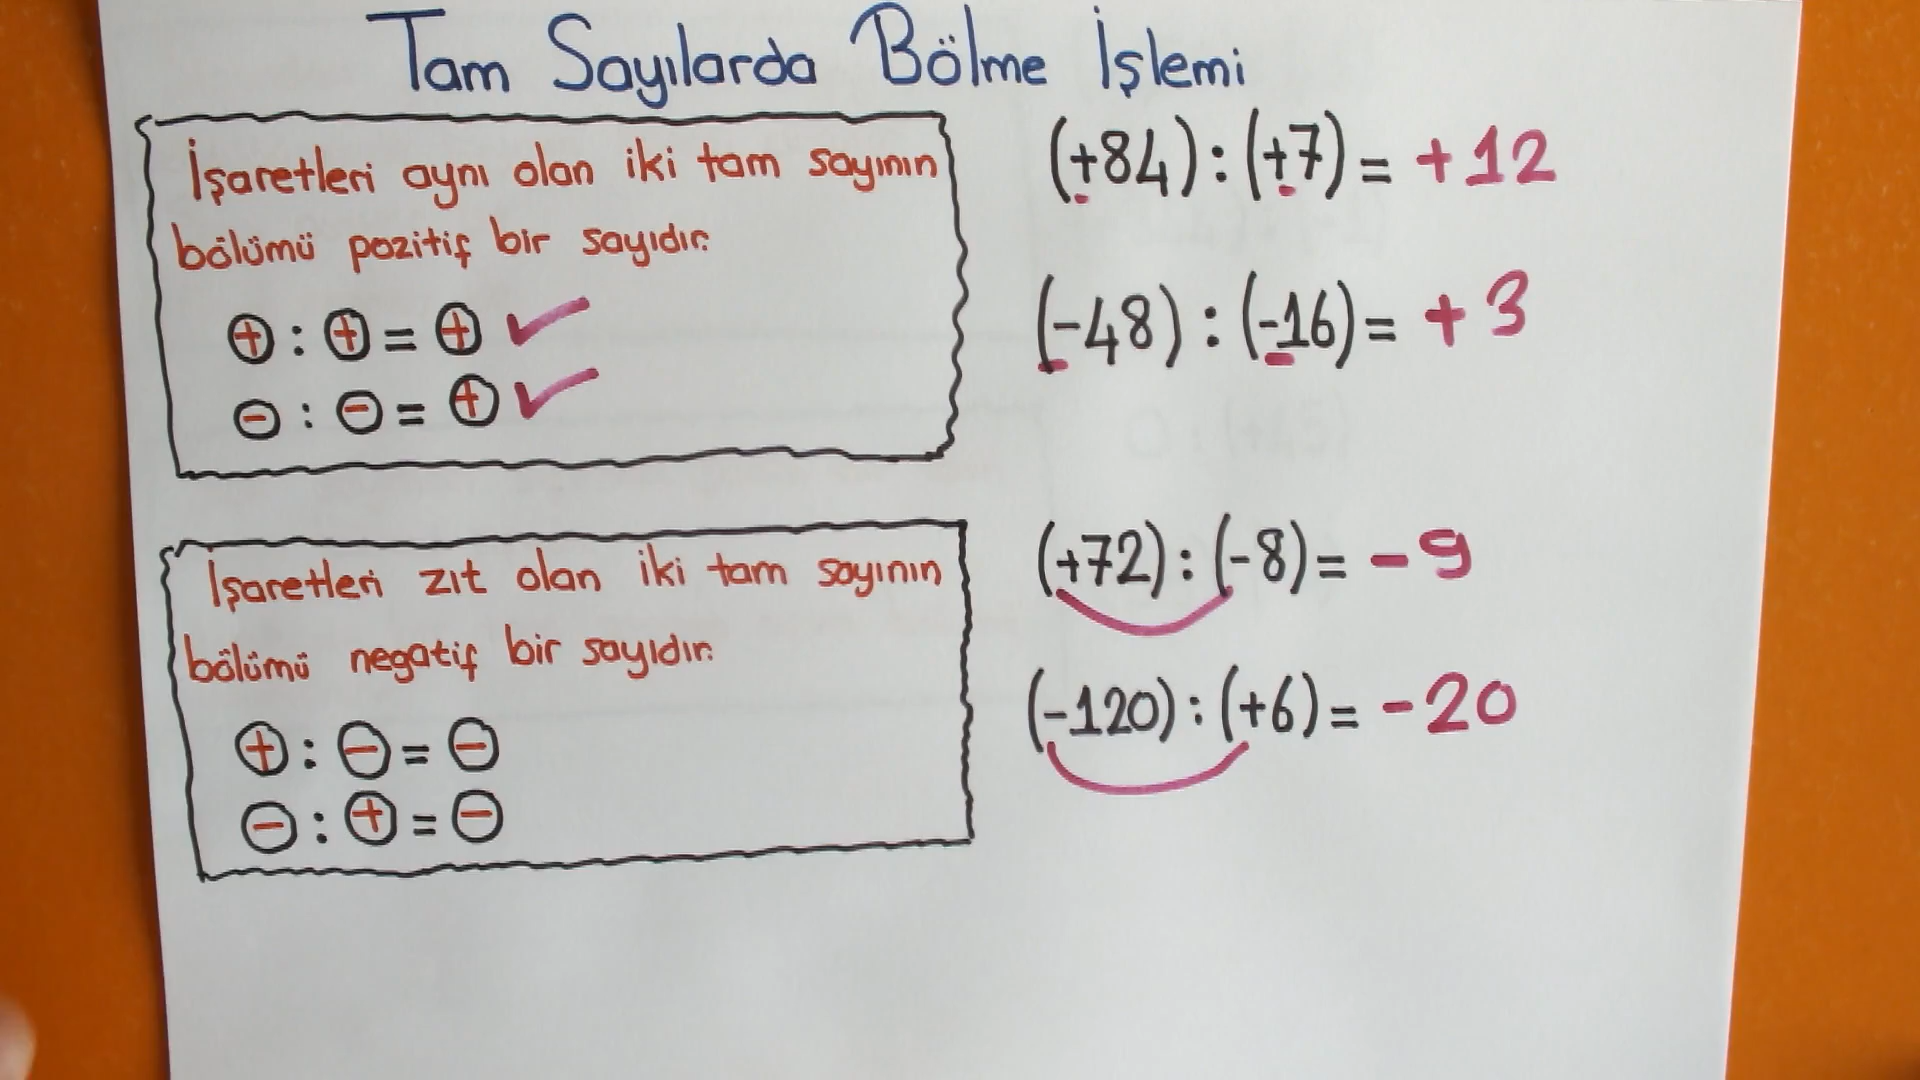 Tam Sayılarda Bölme İşlemi
İşaretleri aynı olan iki tam sayının
bölümü pozitif bir sayıdır.
+ : + = + ✓
- : - = + ✓
(+84) : (+7) = +12
(-48) : (-16) = +3
İşaretleri zıt olan iki tam sayının
bölümü negatif bir sayıdır.
+ : - = -
- : + = -
(+72) : (-8) = -9
(-120) : (+6) = -20